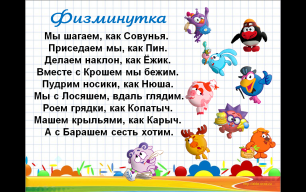 Физминутка
Мы шагаем, как Совунья.
Приседаем мы, как Пин.
Делаем наклон, как Ёжик.
Вместе с Крошем мы бежим.
Пудрим носики, как Нюша.
Мы с Лосяшем, вдаль глядим.
Роем грядки, как Копатыч.
Машем крыльями, как Карыч.
А с Барашем сесть хотим.